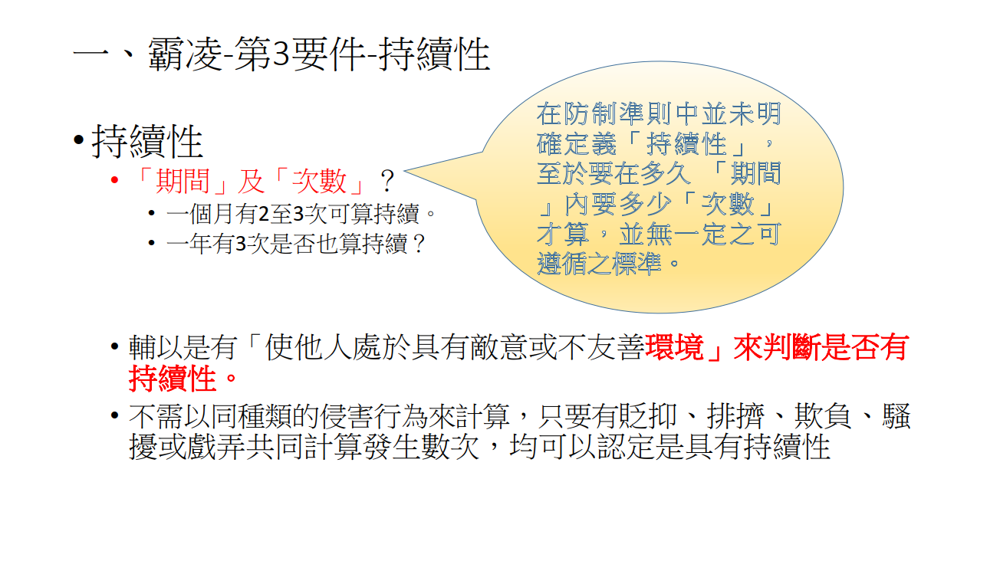 一、霸凌-第3要件-持續性
•持續性
•「期間」及「次數」？
•一個月有2至3次可算持續。
•一年有3次是否也算持續？
在防制準則中並未明
確定義「持續性」，
至於要在多久 「期間
」內要多少「次數」
才算，並無一定之可
遵循之標準。
•輔以是有「使他人處於具有敵意或不友善環境」來判斷是否有
持續性。
•不需以同種類的侵害行為來計算，只要有貶抑、排擠、欺負、騷
擾或戲弄共同計算發生數次，均可以認定是具有持續性